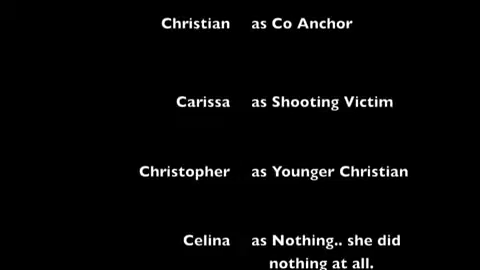 Christian as Co Anchor
Carissa as Shooting Victim
Christopher as Younger Christian
Celina as Nothing.. she did
nothing at all.